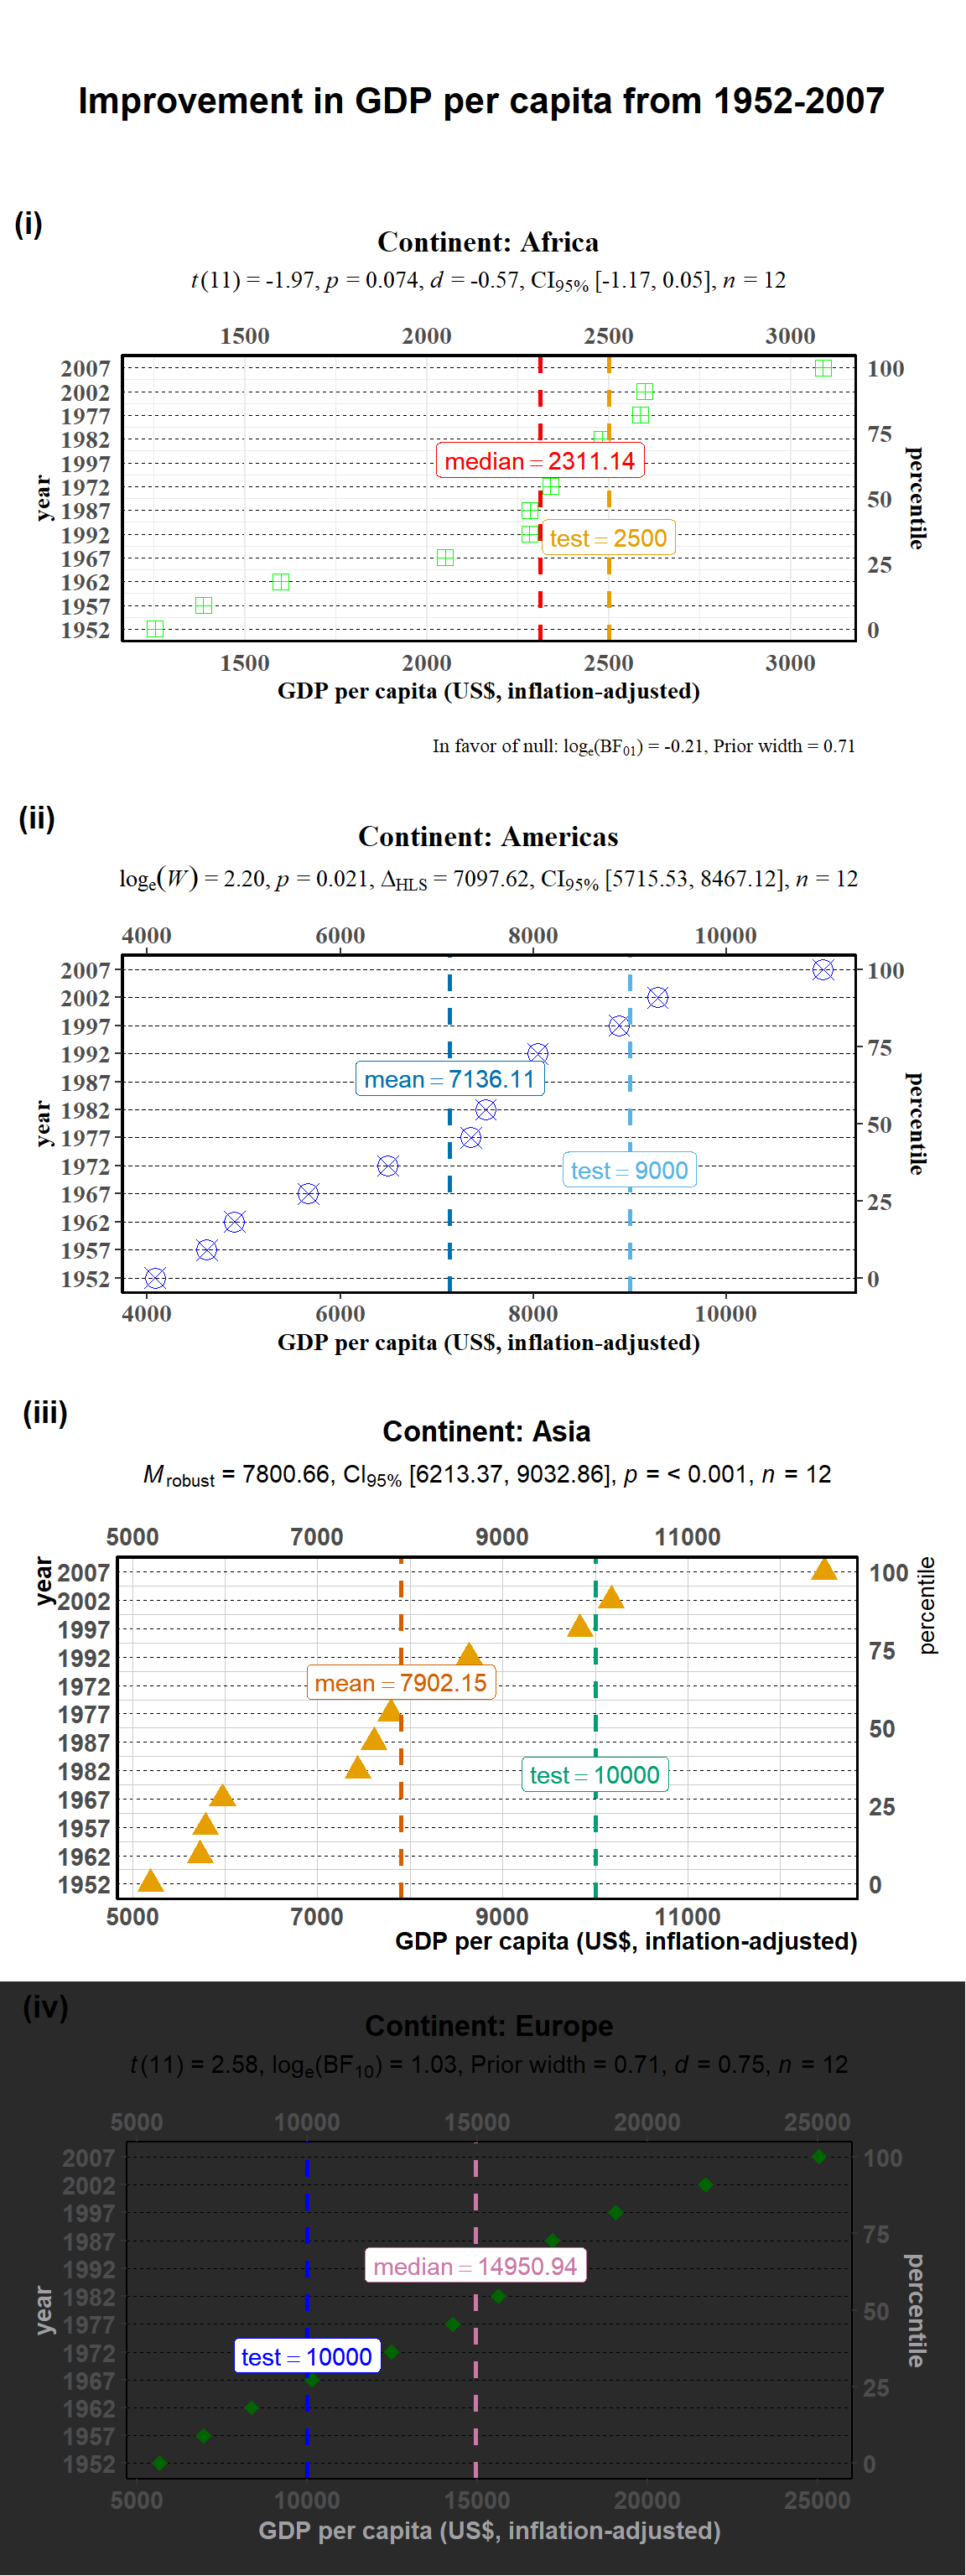 Improvement in GDP per capita from 1952-2007
(i)
Continent: Africa
t(11) = -1.97, p = 0.074, d = -0.57, CI95% [-1.17, 0.05], n = 12
1500 2000 2500 3000
2007 100
2002
1977
1982 75
1997 median = 2311.14
1972
1987 50
1992 test = 2500
1967 25
1962
1957
1952 0
year
percentile
1500 2000 2500 3000
GDP per capita (US$, inflation-adjusted)
In favor of null: loge(BF01) = -0.21, Prior width = 0.71
(ii)
Continent: Americas
loge(W) = 2.20, p = 0.021, ΔHLS = 7097.62, CI95% [5715.53, 8467.12], n = 12
4000 6000 8000 10000
2007 100
2002
1997
1992 75
1987 mean = 7136.11
1982
1977 50
1972 test = 9000
1967 25
1962
1957
1952 0
year
percentile
4000 6000 8000 10000
GDP per capita (US$, inflation-adjusted)
(iii)
Continent: Asia
Mrobust = 7800.66, CI95% [6213.37, 9032.86], p = < 0.001, n = 12
5000 7000 9000 11000
2007 100
2002
1997
1992 75
1972 mean = 7902.15
1977
1987 50
1982 test = 10000
1967 25
1957
1962
1952 0
year
percentile
5000 7000 9000 11000
GDP per capita (US$, inflation-adjusted)
(iv)
Continent: Europe
t(11) = 2.58, loge(BF10) = 1.03, Prior width = 0.71, d = 0.75, n = 12
5000 10000 15000 20000 25000
2007 100
2002
1997
1987 75
1992 median = 14950.94
1982
1977 50
1972 test = 10000
1967 25
1962
1957
1952 0
year
percentile
5000 10000 15000 20000 25000
GDP per capita (US$, inflation-adjusted)